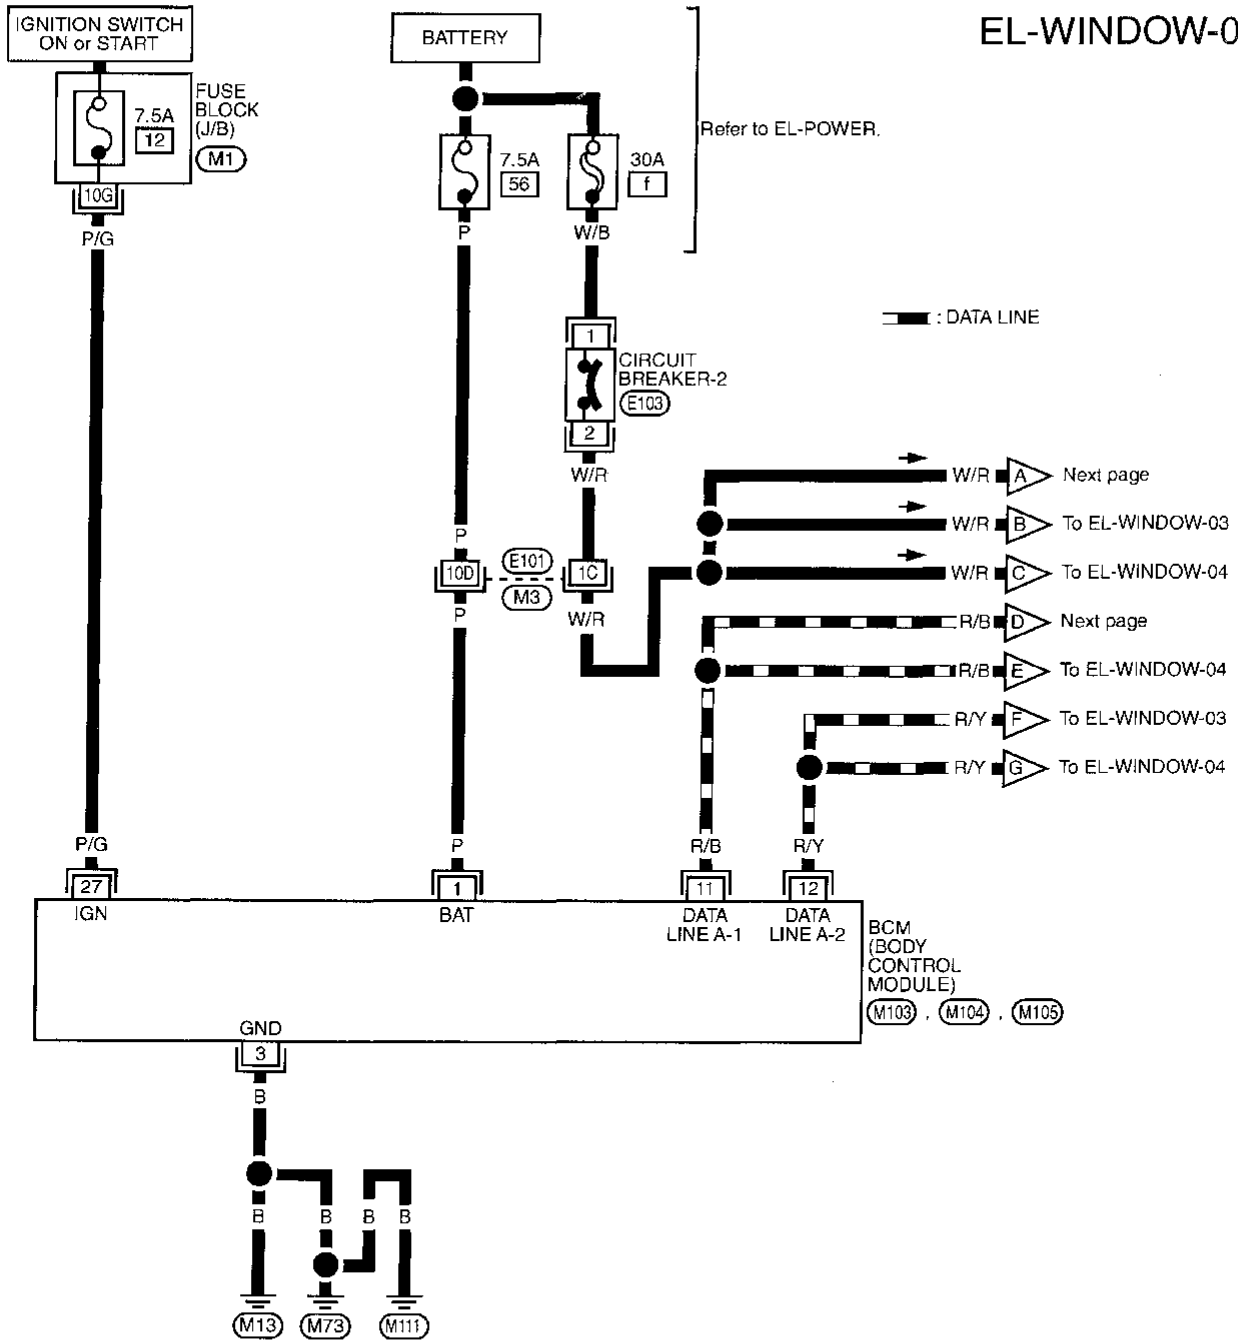 EL-WINDOW-0
IGNITION SWITCH
ON or START
BATTERY
FUSE
BLOCK
(J/B)
M1
7.5A
12
10G
P/G
7.5A
56
30A
f
Refer to EL-POWER.
P
W/B
: DATA LINE
1
CIRCUIT
BREAKER-2
E103
2
W/R
W/R
A
Next page
W/R
B
To EL-WINDOW-03
W/R
C
To EL-WINDOW-04
P
10D
E101
M3
1C
P
W/R
R/B
D
Next page
R/B
E
To EL-WINDOW-04
R/Y
F
To EL-WINDOW-03
R/Y
G
To EL-WINDOW-04
P/G
P
R/B
R/Y
27
1
11
12
IGN
BAT
DATA
LINE A-1
DATA
LINE A-2
BCM
(BODY
CONTROL
MODULE)
M103 , M104 , M105
GND
3
B
B
B
B
B
M13
M73
M111